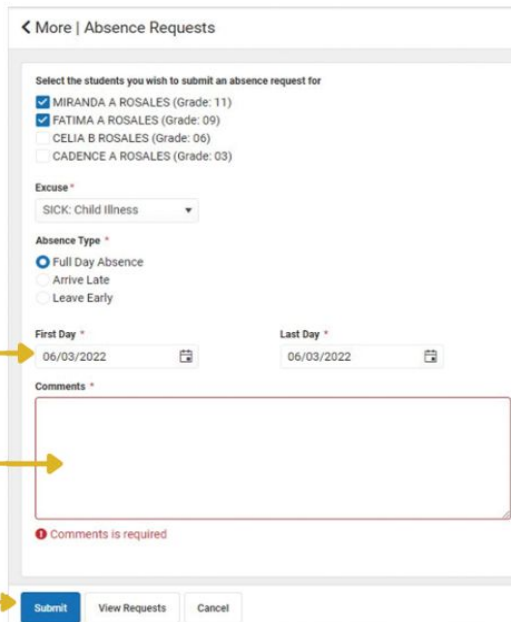 More | Absence Requests
Select the students you wish to submit an absence request for
MIRANDA A ROSALES (Grade: 11)
FATIMA A ROSALES (Grade: 09)
CELIA B ROSALES (Grade: 06)
CADENCE A ROSALES (Grade: 03)
Excuse *
SICK: Child Illness
Absence Type *
Full Day Absence
Arrive Late
Leave Early
First Day * Last Day *
06/03/2022 06/03/2022
Comments *
Comments is required
Submit View Requests Cancel